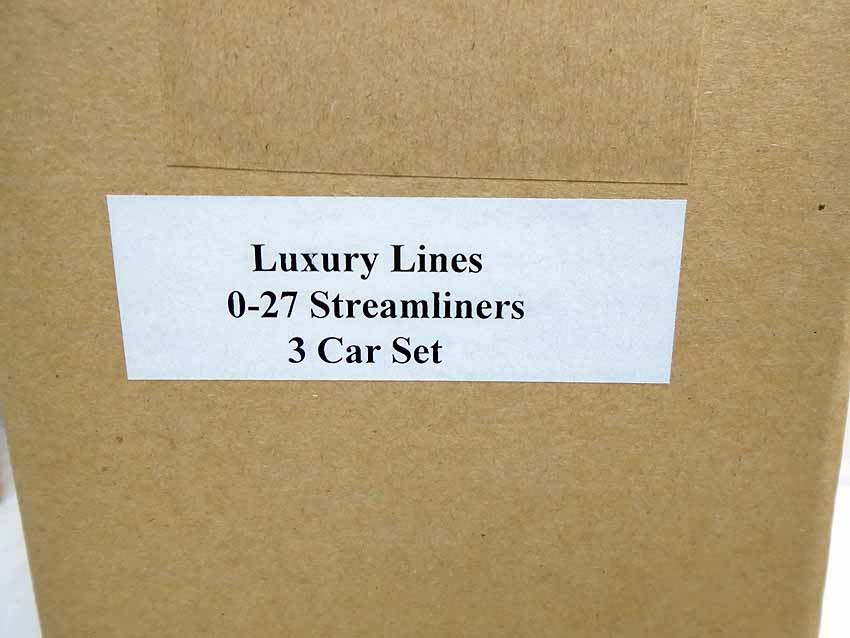 Luxury Lines
0-27 Streamliners
3 Car Set